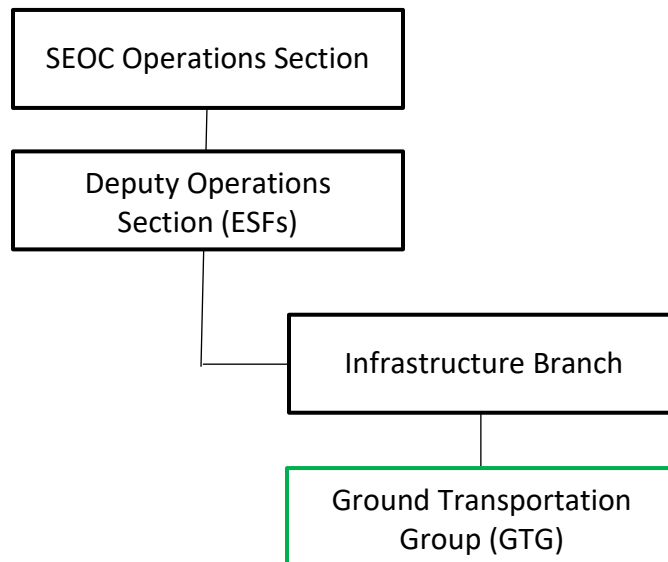 SEOC Operations Section
Deputy Operations
Section (ESFs)
Infrastructure Branch
Ground Transportation
Group (GTG)